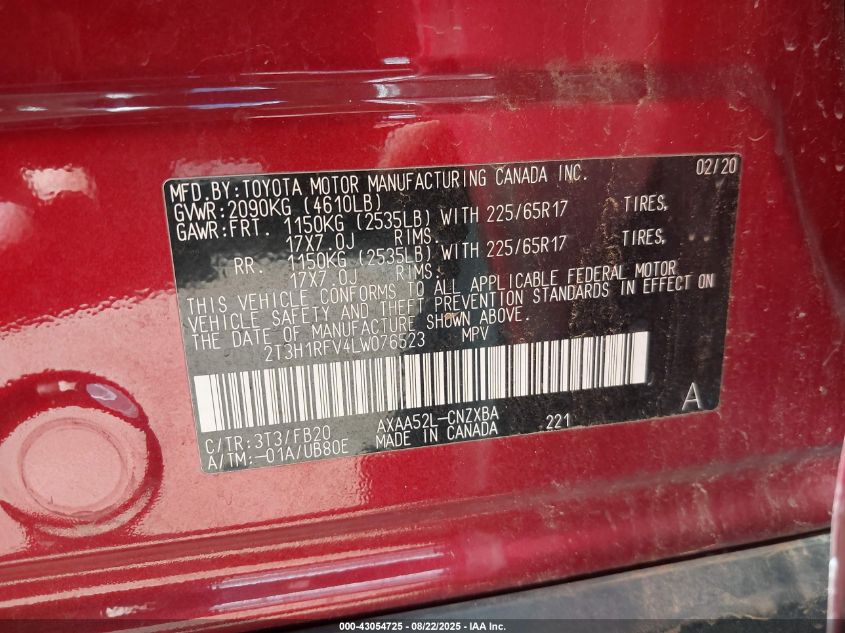 MFD.BY:TOYOTA MOTOR MANUFACTURING CANADA INC. 02/20
GVWR:2090KG (4610LB)
GAWR:FRT. 1150KG (2535LB) WITH 225/65R17 TIRES,
17X7.0J RIMS.
RR. 1150KG (2535LB) WITH 225/65R17 TIRES,
17X7.0J RIMS.
THIS VEHICLE CONFORMS TO ALL APPLICABLE FEDERAL MOTOR
VEHICLE SAFETY AND THEFT PREVENTION STANDARDS IN EFFECT ON
THE DATE OF MANUFACTURE SHOWN ABOVE.
2T3H1RFV4LW076523 MPV
C/TR:3T3/FB20 AXAA52L-CNZXBA 221 A
A/TM:-01A/UB80E MADE IN CANADA
000-43054725 - 08/22/2025 - IAA Inc.